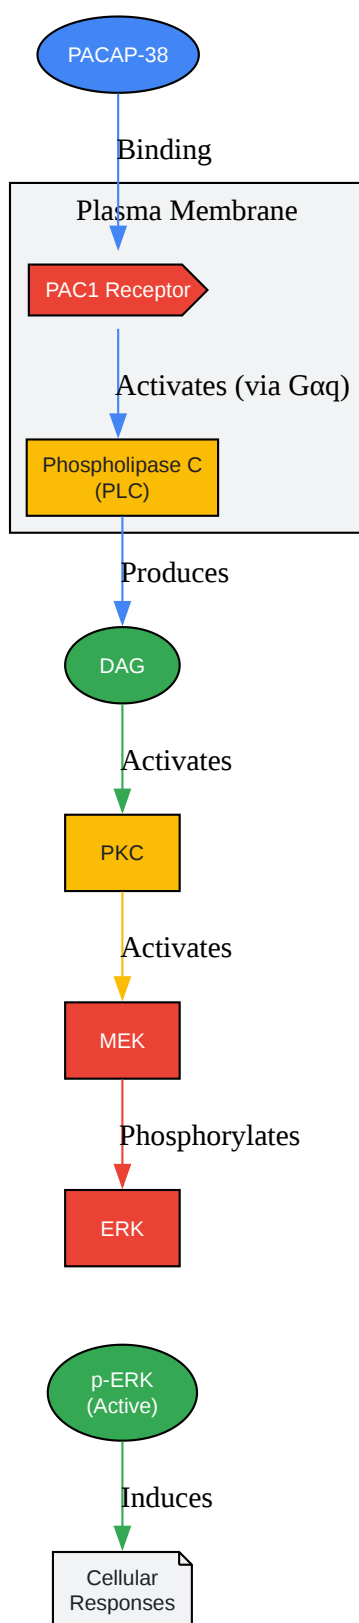 PACAP-38
Binding
Plasma Membrane
PAC1 Receptor
Activates (via Gαq)
Phospholipase C
(PLC)
Produces
DAG
Activates
PKC
Activates
MEK
Phosphorylates
ERK
p-ERK
(Active)
Induces
Cellular
Responses